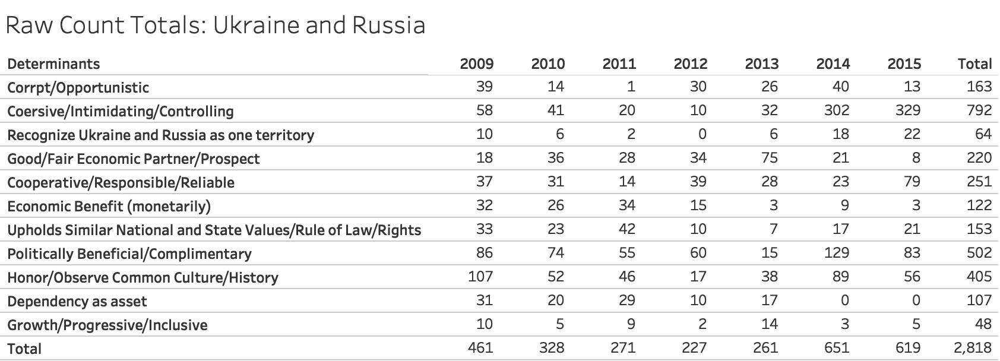 Raw Count Totals: Ukraine and Russia
Determinants 2009 2010 2011 2012 2013 2014 2015 Total
Corrpt/Opportunistic 39 14 1 30 26 40 13 163
Coersive/Intimidating/Controlling 58 41 20 10 32 302 329 792
Recognize Ukraine and Russia as one territory 10 6 2 0 6 18 22 64
Good/Fair Economic Partner/Prospect 18 36 28 34 75 21 8 220
Cooperative/Responsible/Reliable 37 31 14 39 28 23 79 251
Economic Benefit (monetarily) 32 26 34 15 3 9 3 122
Upholds Similar National and State Values/Rule of Law/Rights 33 23 42 10 7 17 21 153
Politically Beneficial/Complimentary 86 74 55 60 15 129 83 502
Honor/Observe Common Culture/History 107 52 46 17 38 89 56 405
Dependency as asset 31 20 29 10 17 0 0 107
Growth/Progressive/Inclusive 10 5 9 2 14 3 5 48
Total 461 328 271 227 261 651 619 2,818